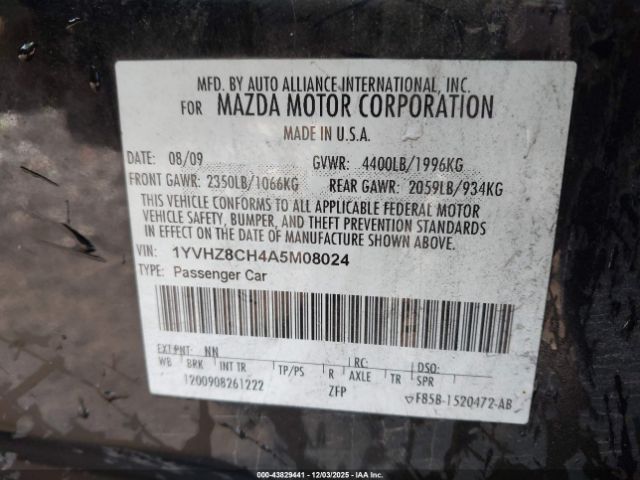 MFD. BY AUTO ALLIANCE INTERNATIONAL, INC.
FOR MAZDA MOTOR CORPORATION
MADE IN U.S.A.
DATE: 08/09 GVWR: 4400LB/1996KG
FRONT GAWR: 2350LB/1066KG REAR GAWR: 2059LB/934KG
THIS VEHICLE CONFORMS TO ALL APPLICABLE FEDERAL MOTOR
VEHICLE SAFETY, BUMPER, AND THEFT PREVENTION STANDARDS
IN EFFECT ON THE DATE OF MANUFACTURE SHOWN ABOVE.
VIN: 1YVHZ8CH4A5M08024
TYPE: Passenger Car
EXT PNT: NN RC: DSO:
WB BRK INT TR TP/PS R AXLE TR SPR
1200908261222 ZFP
F85B-1520472-AB
000-43829441 - 12/03/2025 - IAA Inc.